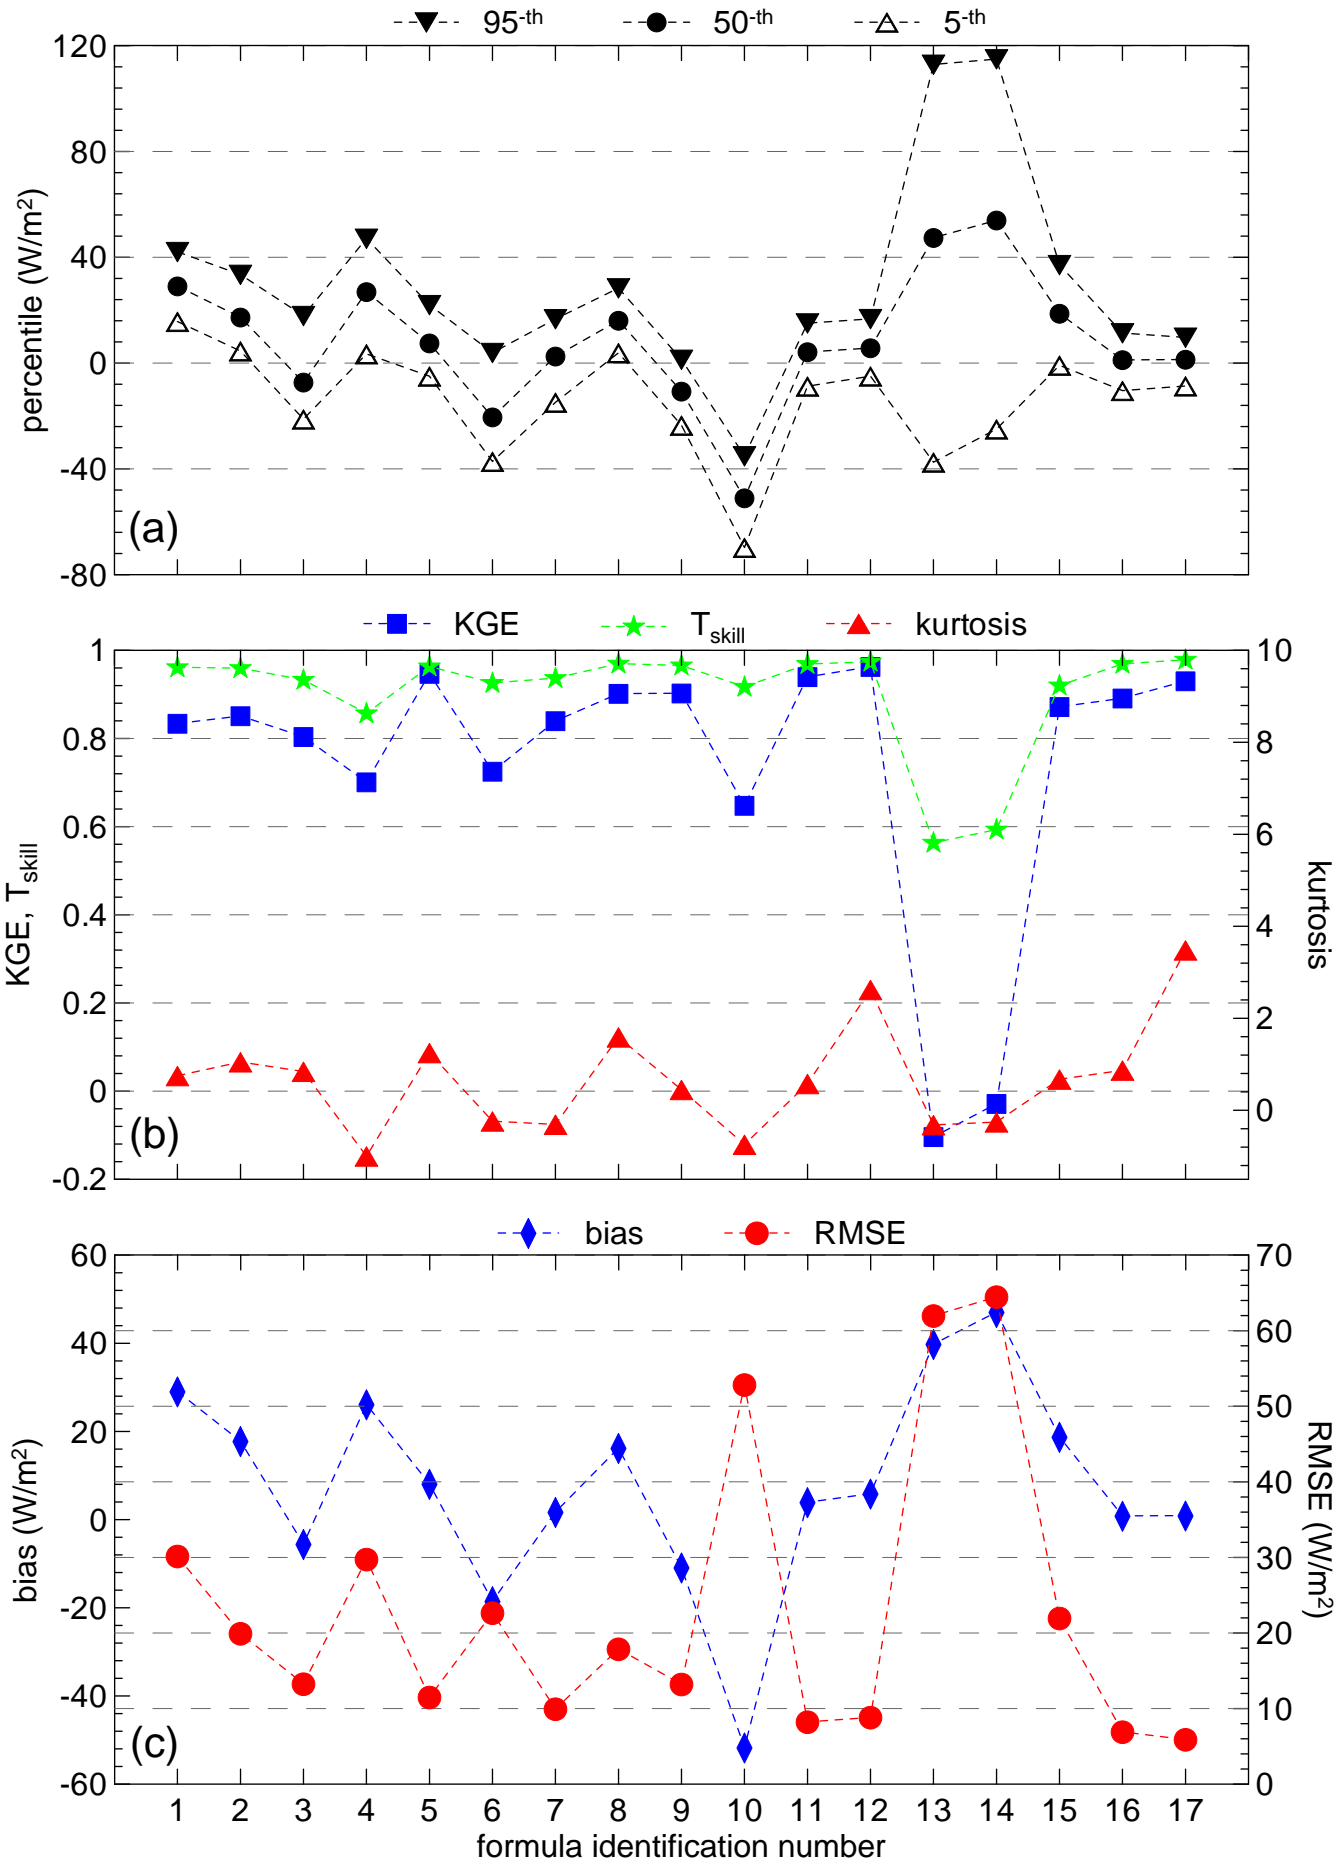 95-th 50-th 5-th
120
80
40
0
-40
-80
percentile (W/m2)
(a)
KGE Tskill kurtosis
1
0.8
0.6
0.4
0.2
0
-0.2
KGE, Tskill
10
8
6
4
2
0
kurtosis
(b)
bias RMSE
60
40
20
0
-20
-40
-60
bias (W/m2)
70
60
50
40
30
20
10
0
RMSE (W/m2)
(c)
1 2 3 4 5 6 7 8 9 10 11 12 13 14 15 16 17
formula identification number